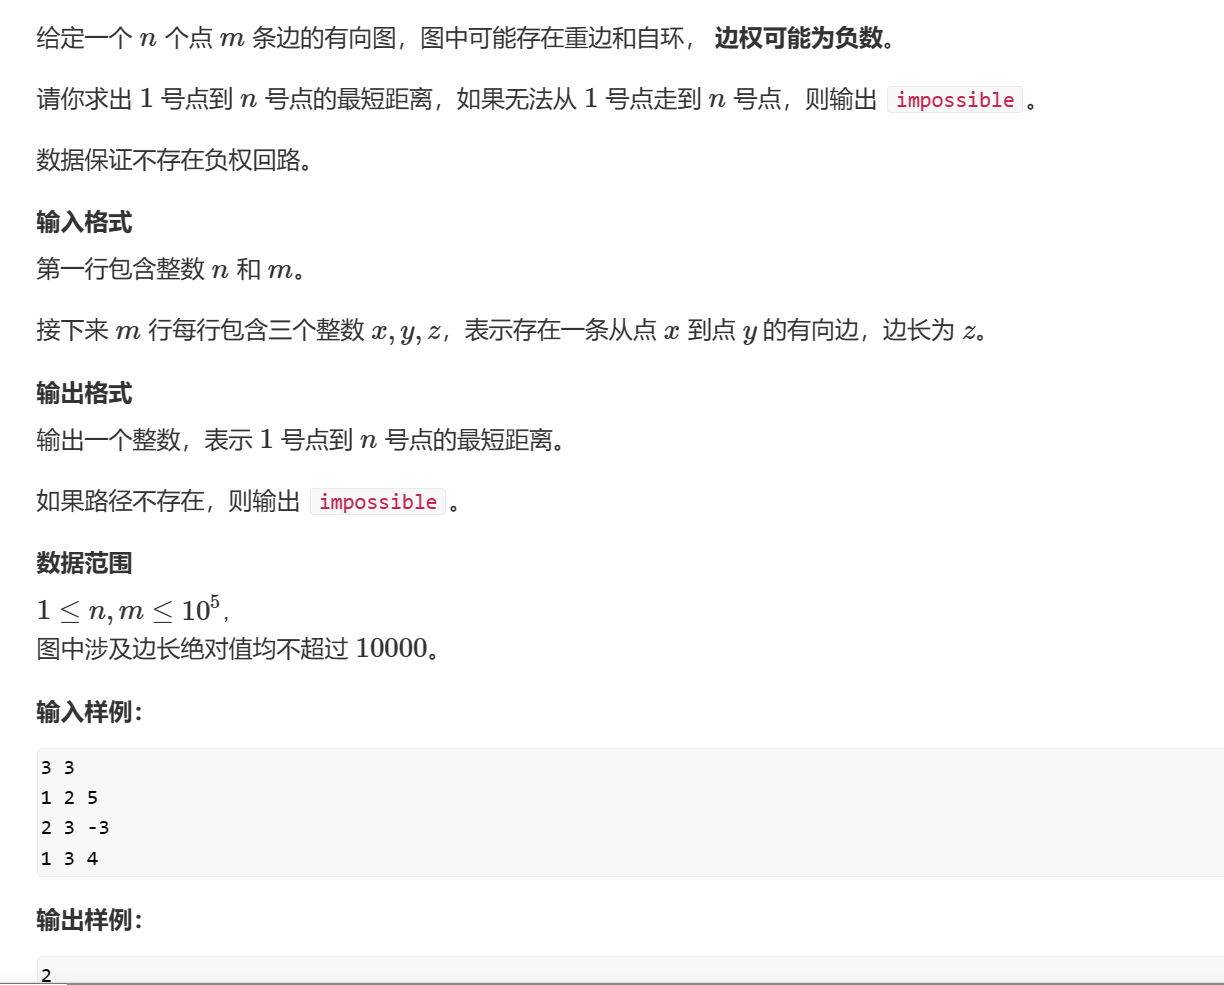 给定一个 n 个点 m 条边的有向图，图中可能存在重边和自环， 边权可能为负数。
请你求出 1 号点到 n 号点的最短距离，如果无法从 1 号点走到 n 号点，则输出 impossible 。
数据保证不存在负权回路。
输入格式
第一行包含整数 n 和 m。
接下来 m 行每行包含三个整数 x, y, z，表示存在一条从点 x 到点 y 的有向边，边长为 z。
输出格式
输出一个整数，表示 1 号点到 n 号点的最短距离。
如果路径不存在，则输出 impossible 。
数据范围
1 ≤ n, m ≤ 10⁵,
图中涉及边长绝对值均不超过 10000。
输入样例：
3 3
1 2 5
2 3 -3
1 3 4
输出样例：
2